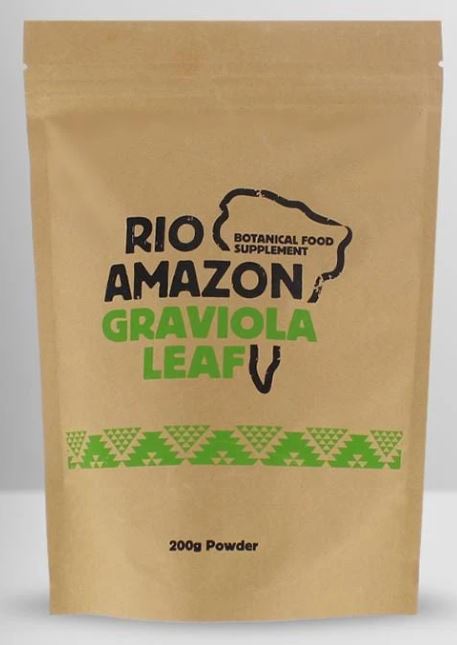 RIO
BOTANICAL FOOD
SUPPLEMENT
AMAZON
GRAVIOLA
LEAF
200g Powder